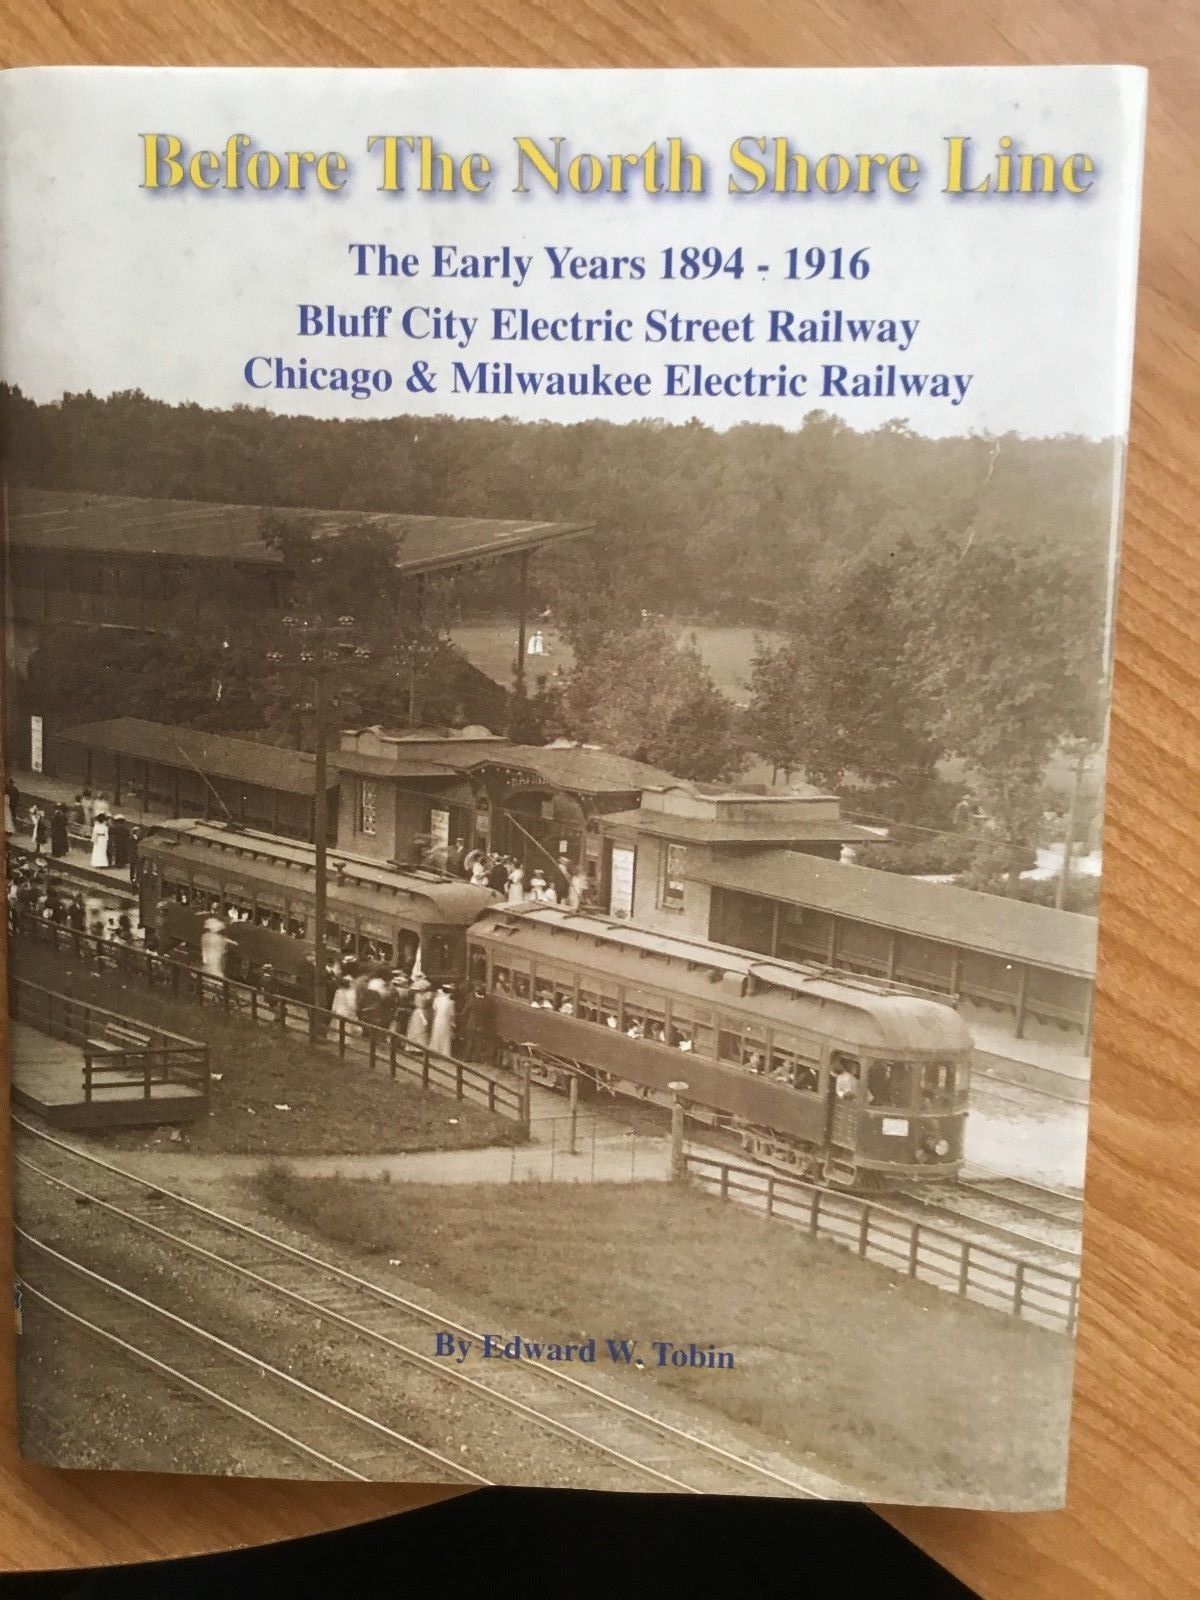 Before The North Shore Line
The Early Years 1894 - 1916
Bluff City Electric Street Railway
Chicago & Milwaukee Electric Railway
By Edward W. Tobin